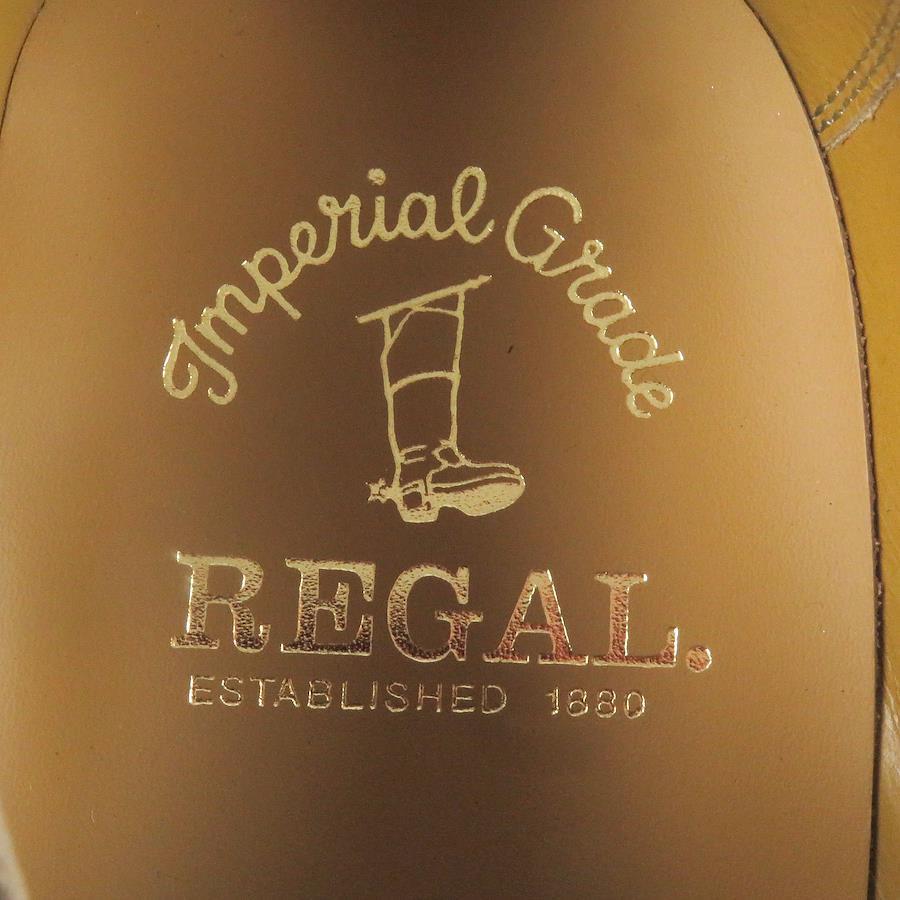 Imperial Grade
REGAL.
ESTABLISHED 1880